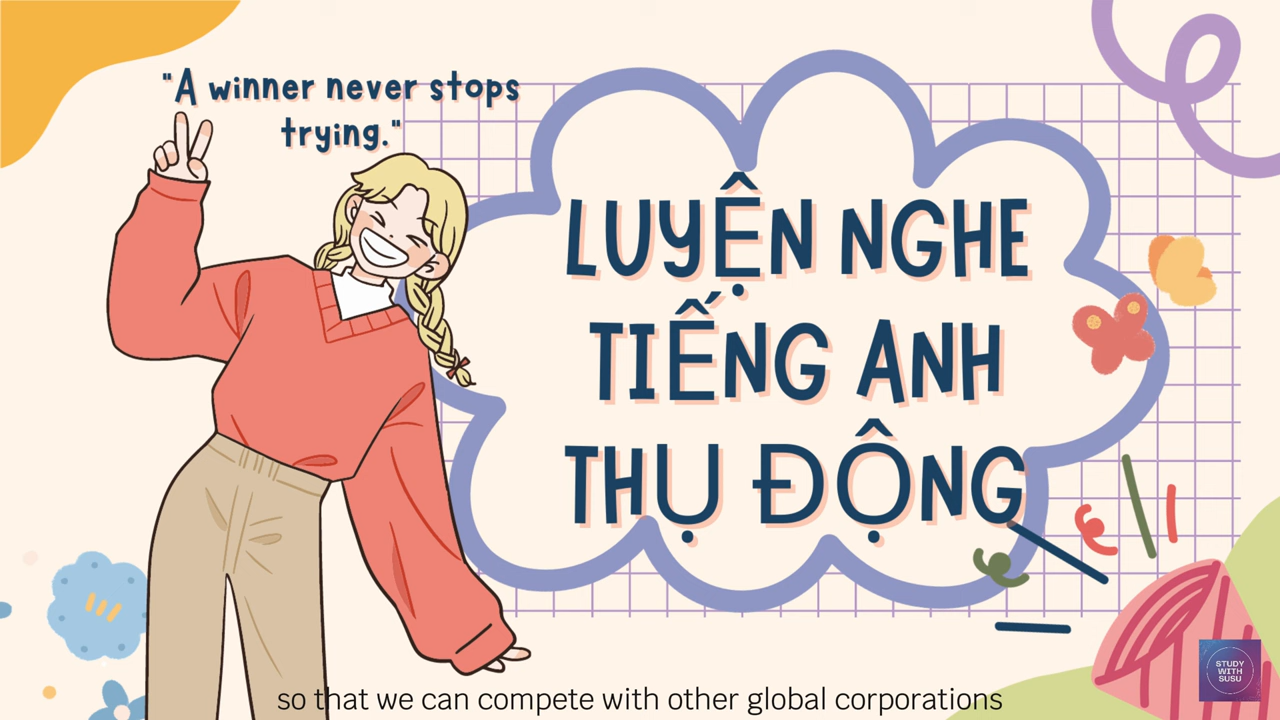 "A winner never stops
trying."
LUYỆN NGHE
TIẾNG ANH
THỤ ĐỘNG
STUDY
WITH
SUSU
so that we can compete with other global corporations